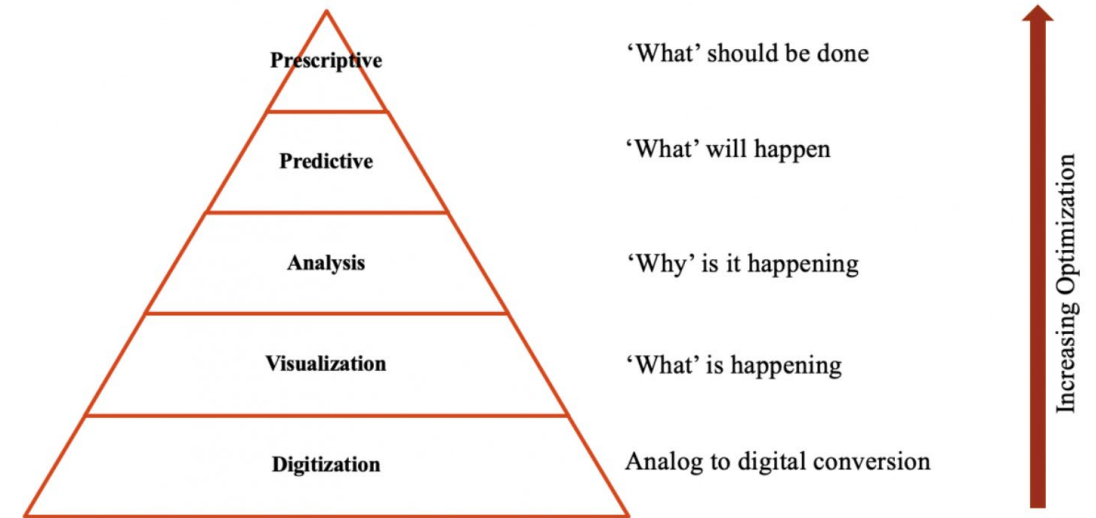 Prescriptive
‘What’ should be done
Predictive
‘What’ will happen
Analysis
‘Why’ is it happening
Visualization
‘What’ is happening
Digitization
Analog to digital conversion
Increasing Optimization